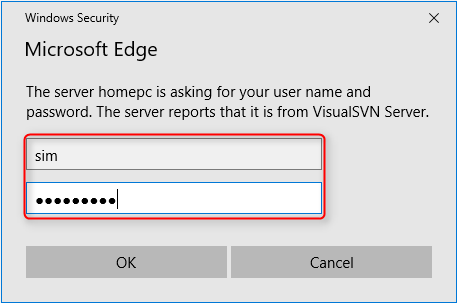 Windows Security
Microsoft Edge
The server homepc is asking for your user name and
password. The server reports that it is from VisualSVN Server.
sim
●●●●●●●●●
OK
Cancel